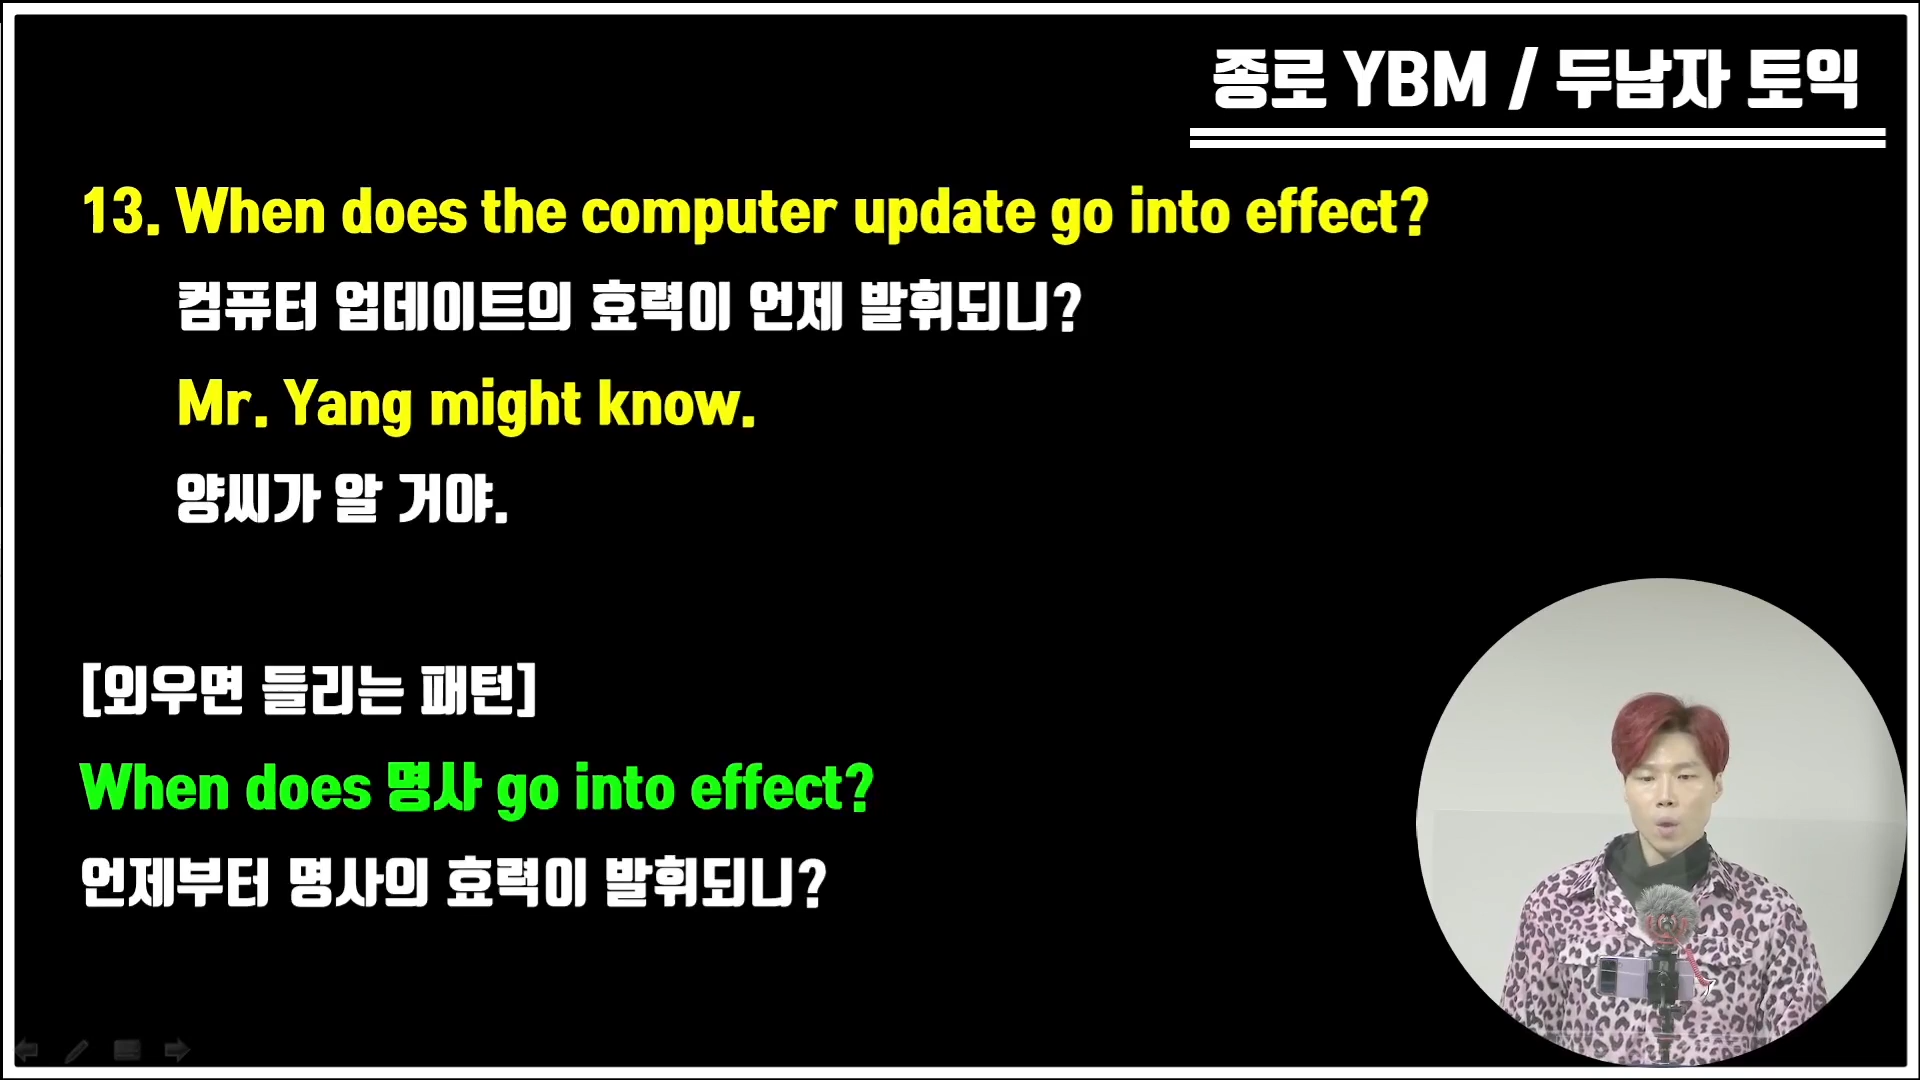 종로 YBM / 두남자 토익
13. When does the computer update go into effect?
컴퓨터 업데이트의 효력이 언제 발휘되니?
Mr. Yang might know.
양씨가 알 거야.
[외우면 들리는 패턴]
When does 명사 go into effect?
언제부터 명사의 효력이 발휘되니?